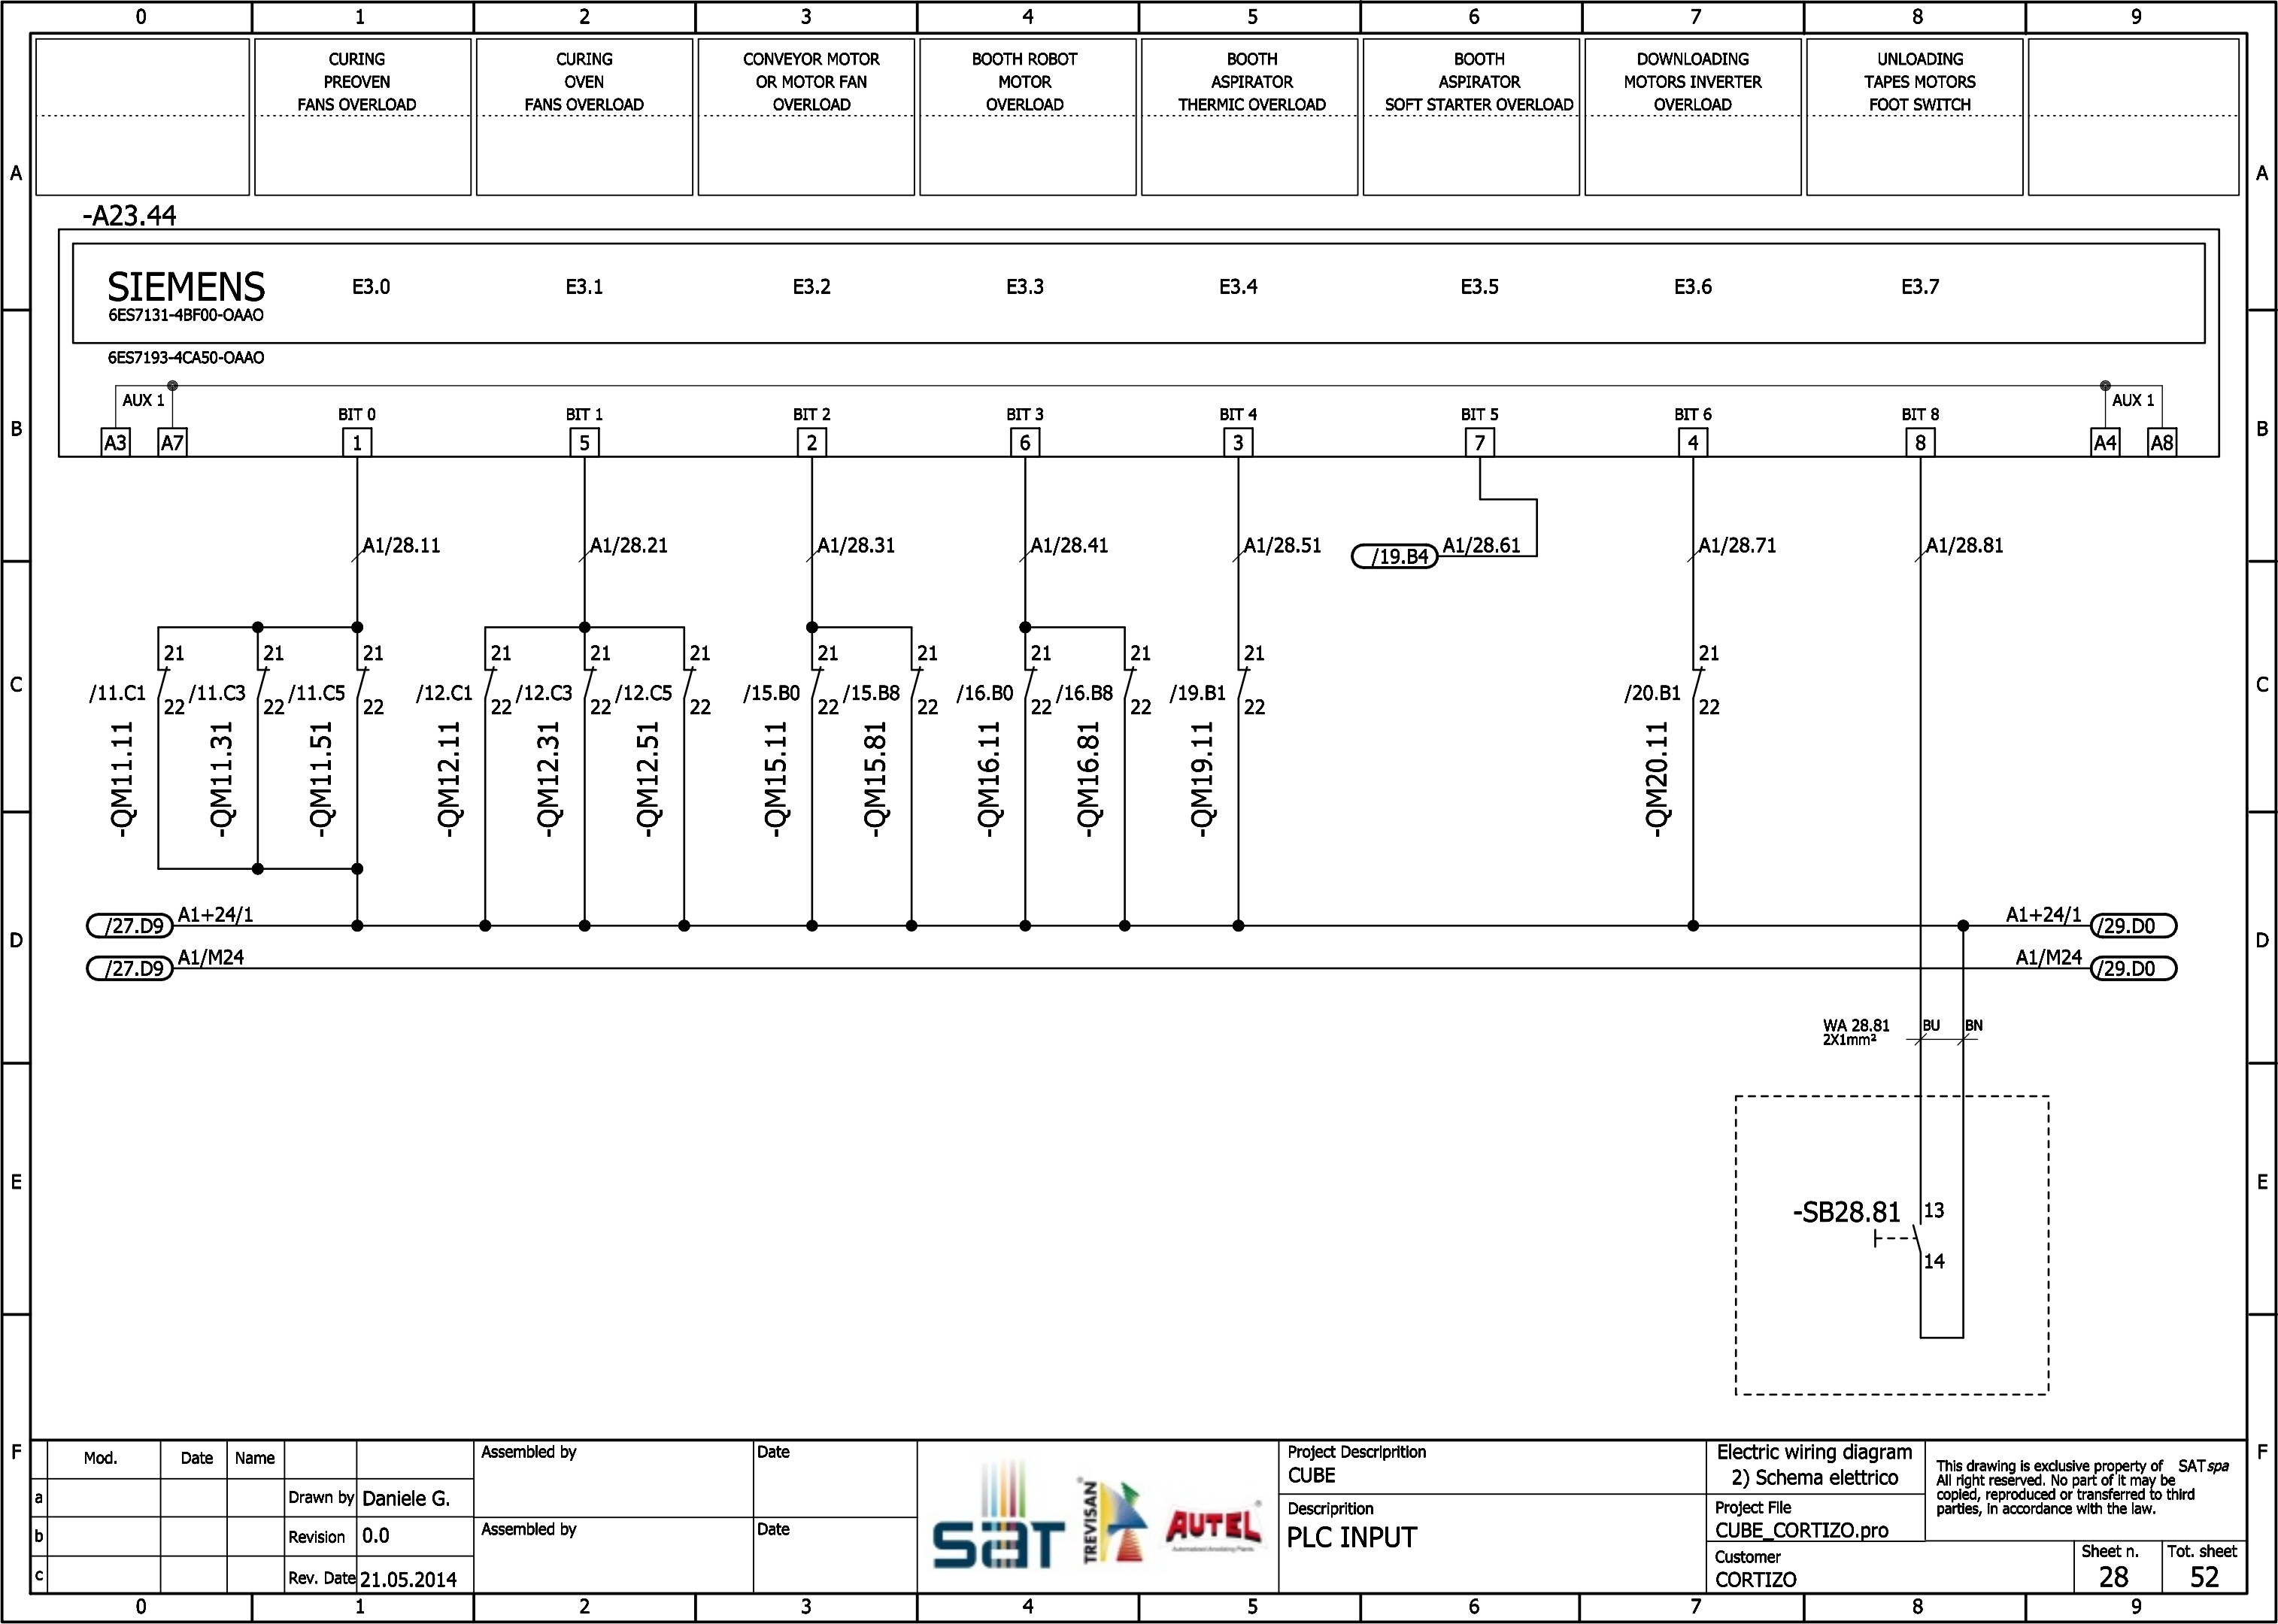 0 1 2 3 4 5 6 7 8 9
CURING
PREOVEN
FANS OVERLOAD
CURING
OVEN
FANS OVERLOAD
CONVEYOR MOTOR
OR MOTOR FAN
OVERLOAD
BOOTH ROBOT
MOTOR
OVERLOAD
BOOTH
ASPIRATOR
THERMIC OVERLOAD
BOOTH
ASPIRATOR
SOFT STARTER OVERLOAD
DOWNLOADING
MOTORS INVERTER
OVERLOAD
UNLOADING
TAPES MOTORS
FOOT SWITCH
A A
-A23.44
SIEMENS E3.0 E3.1 E3.2 E3.3 E3.4 E3.5 E3.6 E3.7
6ES7131-4BF00-OAAO
6ES7193-4CA50-OAAO
AUX 1 AUX 1
BIT 0 BIT 1 BIT 2 BIT 3 BIT 4 BIT 5 BIT 6 BIT 8
B B
A3 A7 1 5 2 6 3 7 4 8 A4 A8
A1/28.11 A1/28.21 A1/28.31 A1/28.41 A1/28.51 A1/28.61 A1/28.71 A1/28.81
/19.B4
21 21 21 21 21 21 21 21 21 21 21 21
C C
/11.C1 /11.C3 /11.C5 /12.C1 /12.C3 /12.C5 /15.B0 /15.B8 /16.B0 /16.B8 /19.B1 /20.B1
22 22 22 22 22 22 22 22 22 22 22 22
-QM11.11 -QM11.31 -QM11.51 -QM12.11 -QM12.31 -QM12.51 -QM15.11 -QM15.81 -QM16.11 -QM16.81 -QM19.11 -QM20.11
/27.D9 A1+24/1 A1+24/1 /29.D0
D D
/27.D9 A1/M24 A1/M24 /29.D0
WA 28.81 BU BN
2X1mm²
E E
-SB28.81 13
14
F F
Mod. Date Name
a Drawn by Daniele G.
b Revision 0.0
c Rev. Date 21.05.2014
Assembled by Date
Assembled by Date
SAT
TREVISAN
AUTEL
Project Descriprition
CUBE
Descriprition
PLC INPUT
Electric wiring diagram
2) Schema elettrico
Project File
CUBE_CORTIZO.pro
Customer
CORTIZO
This drawing is exclusive property of SAT spa
All right reserved. No part of it may be
copied, reproduced or transferred to third
parties, in accordance with the law.
Sheet n. Tot. sheet
28 52
0 1 2 3 4 5 6 7 8 9